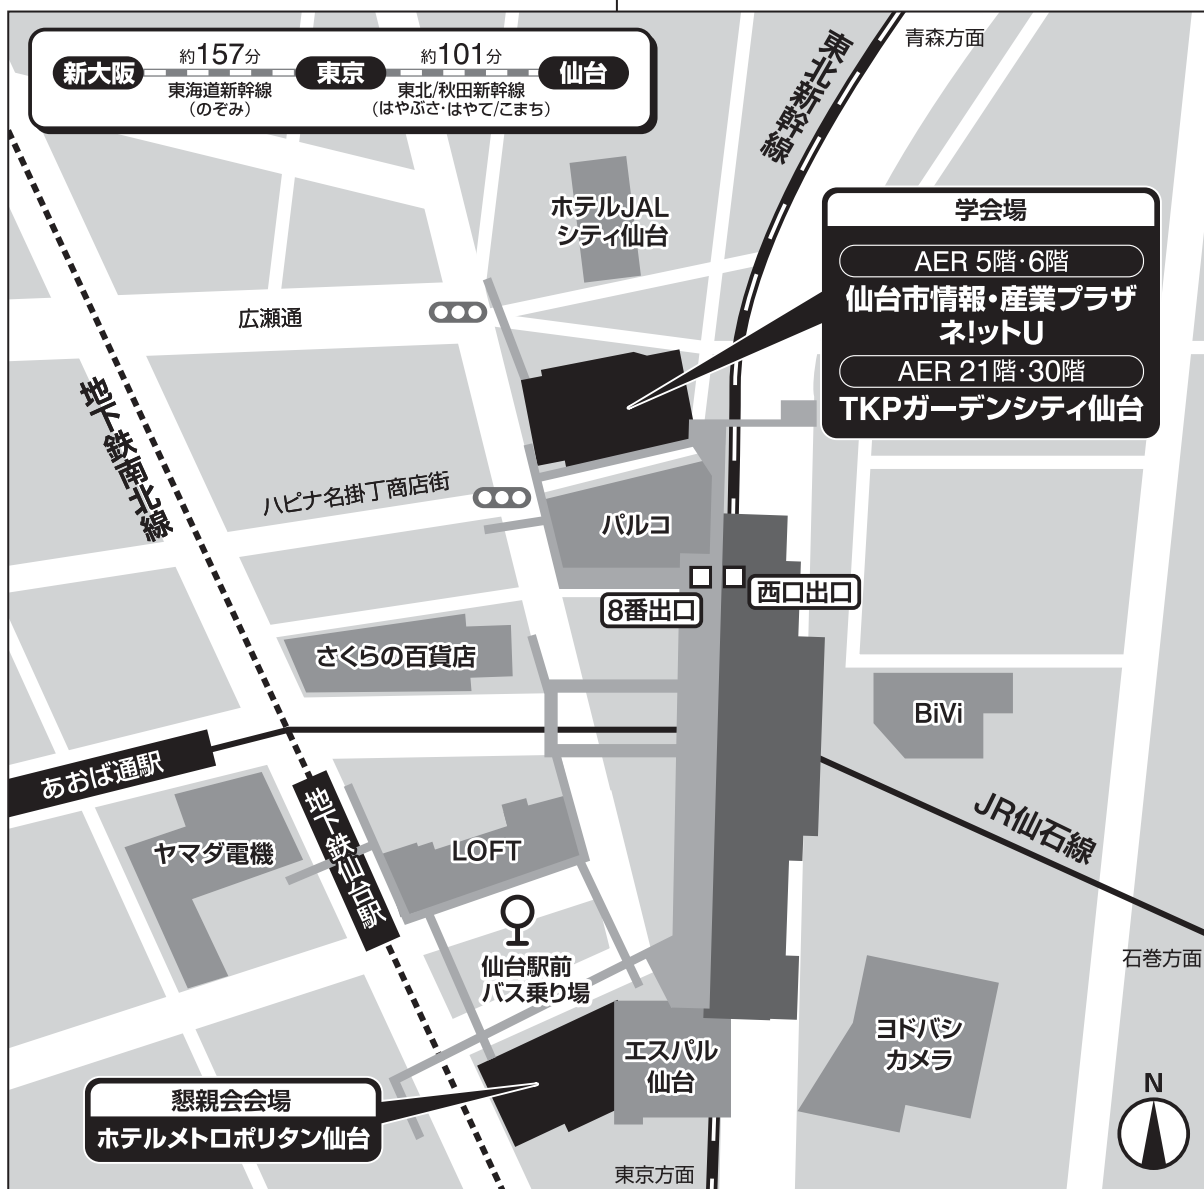 約157分
約101分
新大阪
東京
仙台
東海道新幹線
(のぞみ)
東北/秋田新幹線
(はやぶさ・はやて/こまち)
青森方面
東北新幹線
ホテルJAL
シティ仙台
学会場
AER 5階・6階
仙台市情報・産業プラザ
ネ!ットU
AER 21階・30階
TKPガーデンシティ仙台
広瀬通
地下鉄南北線
ハピナ名掛丁商店街
パルコ
8番出口
西口出口
さくらの百貨店
BiVi
あおば通駅
地下鉄仙台駅
ヤマダ電機
LOFT
JR仙石線
仙台駅前
バス乗り場
石巻方面
ヨドバシ
カメラ
エスパル
仙台
懇親会会場
ホテルメトロポリタン仙台
東京方面
N